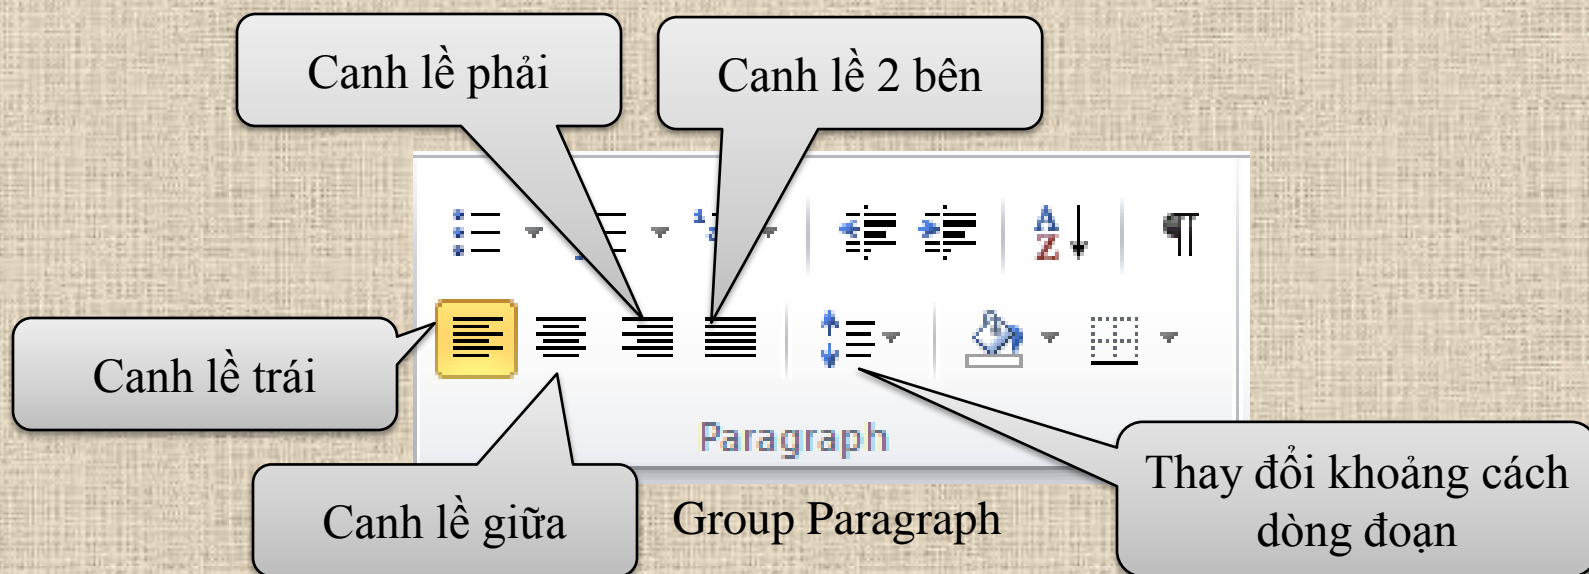 Canh lề phải
Canh lề 2 bên
A
Z
¶
Canh lề trái
Paragraph
Canh lề giữa
Group Paragraph
Thay đổi khoảng cách
dòng đoạn